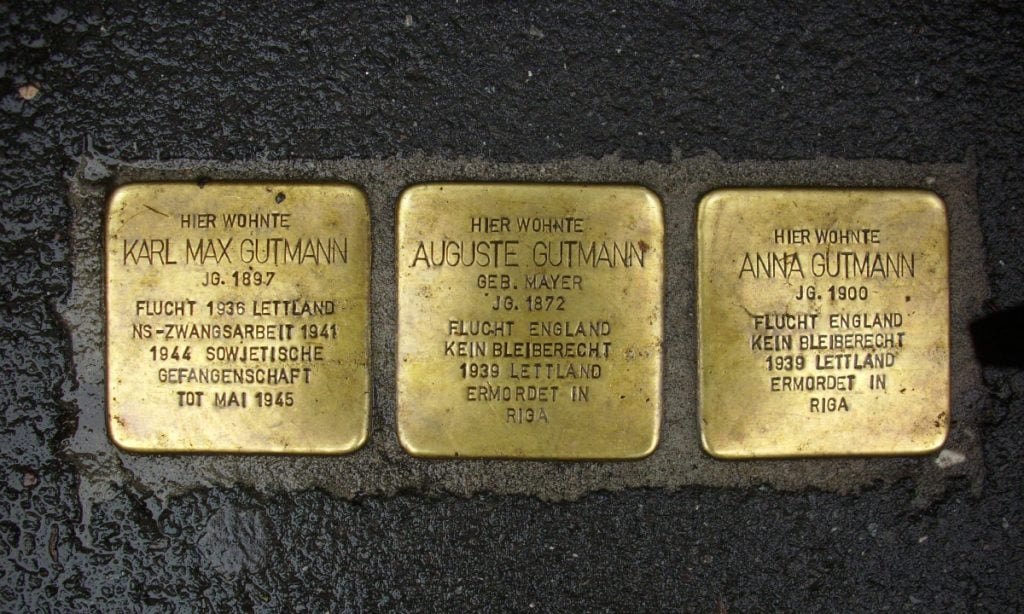 HIER WOHNTE
KARL MAX GUTMANN
JG. 1897
FLUCHT 1936 LETTLAND
NS-ZWANGSARBEIT 1941
1944 SOWJETISCHE
GEFANGENSCHAFT
TOT MAI 1945
HIER WOHNTE
AUGUSTE GUTMANN
GEB. MAYER
JG. 1872
FLUCHT ENGLAND
KEIN BLEIBERECHT
1939 LETTLAND
ERMORDET IN
RIGA
HIER WOHNTE
ANNA GUTMANN
JG. 1900
FLUCHT ENGLAND
KEIN BLEIBERECHT
1939 LETTLAND
ERMORDET IN
RIGA